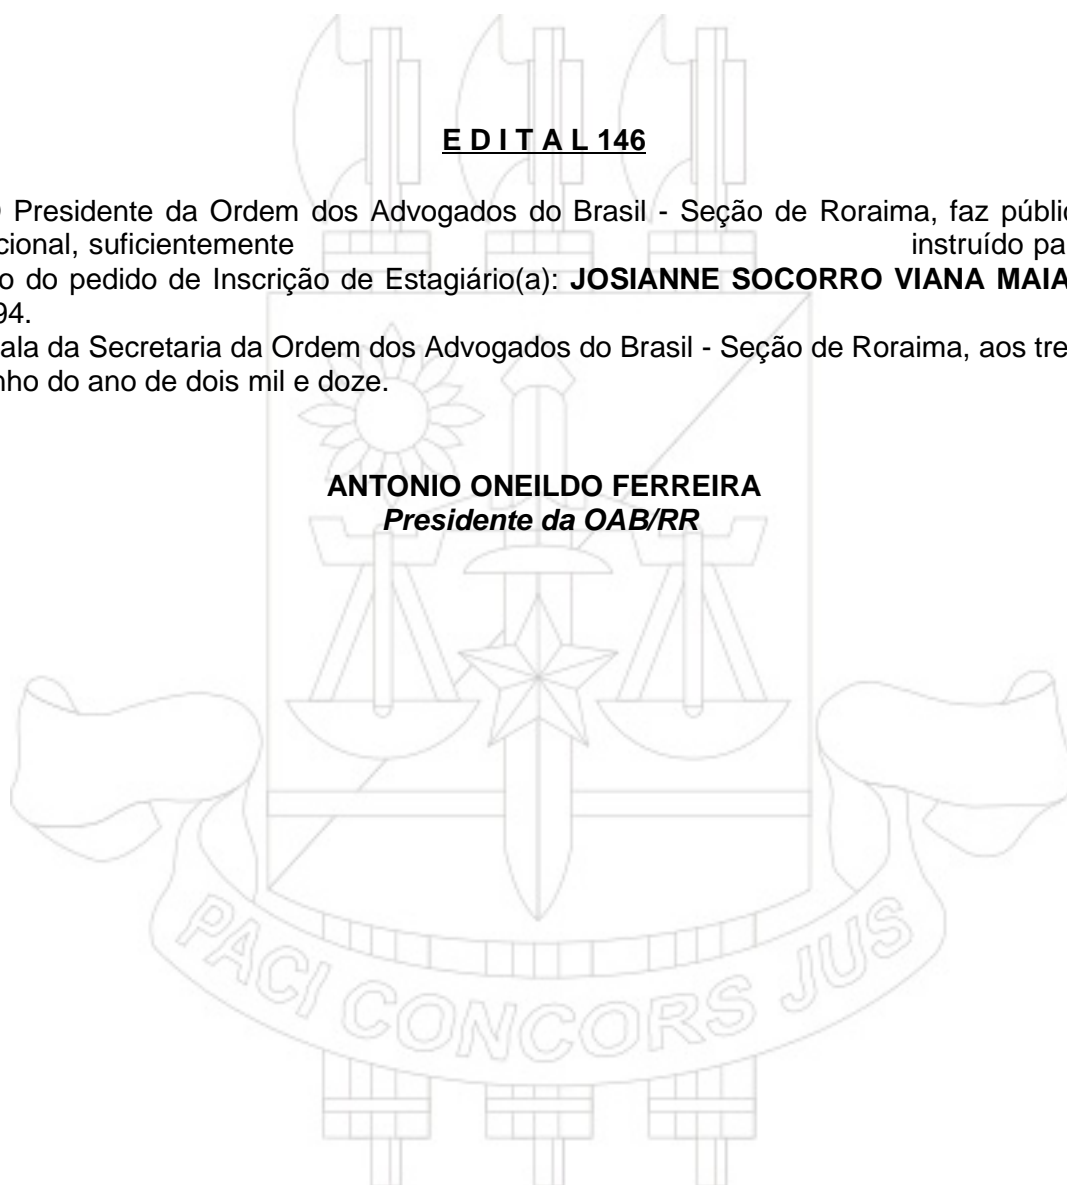 E D I T A L 146
Presidente da Ordem dos Advogados do Brasil - Seção de Roraima, faz públic
cional, suficientemente instruído pa
o do pedido de Inscrição de Estagiário(a): JOSIANNE SOCORRO VIANA MAIA
94.
ala da Secretaria da Ordem dos Advogados do Brasil - Seção de Roraima, aos tre
nho do ano de dois mil e doze.
ANTONIO ONEILDO FERREIRA
Presidente da OAB/RR
PACI CONCORS JUS